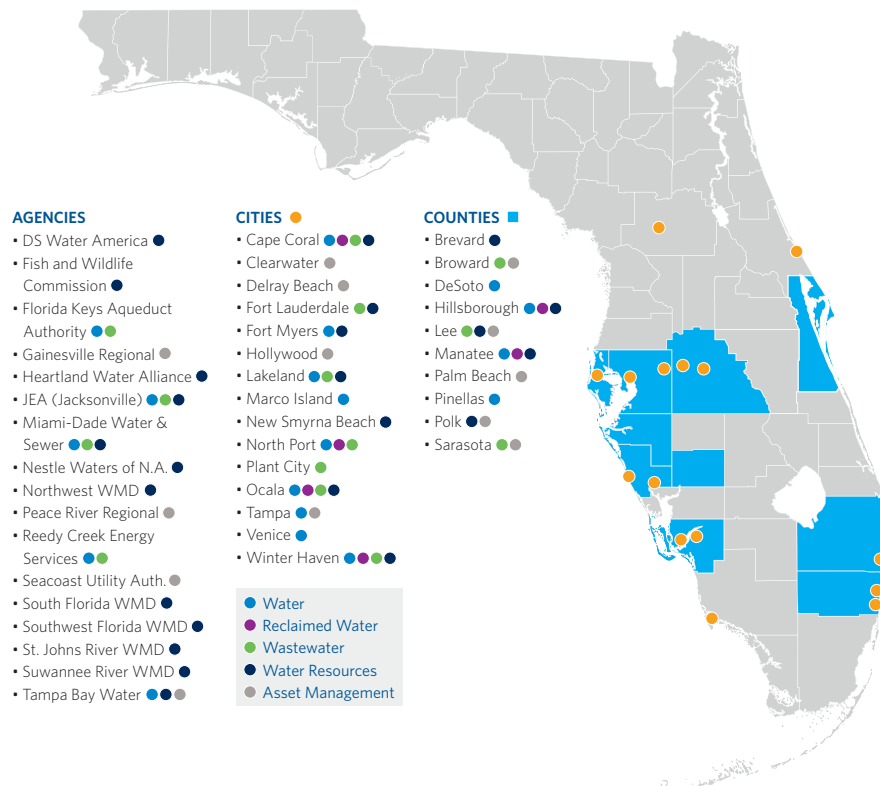 AGENCIES
• DS Water America
• Fish and Wildlife
Commission
• Florida Keys Aqueduct
Authority
• Gainesville Regional
• Heartland Water Alliance
• JEA (Jacksonville)
• Miami-Dade Water &
Sewer
• Nestle Waters of N.A.
• Northwest WMD
• Peace River Regional
• Reedy Creek Energy
Services
• Seacoast Utility Auth.
• South Florida WMD
• Southwest Florida WMD
• St. Johns River WMD
• Suwannee River WMD
• Tampa Bay Water
CITIES
• Cape Coral
• Clearwater
• Delray Beach
• Fort Lauderdale
• Fort Myers
• Hollywood
• Lakeland
• Marco Island
• New Smyrna Beach
• North Port
• Plant City
• Ocala
• Tampa
• Venice
• Winter Haven
Water
Reclaimed Water
Wastewater
Water Resources
Asset Management
COUNTIES
• Brevard
• Broward
• DeSoto
• Hillsborough
• Lee
• Manatee
• Palm Beach
• Pinellas
• Polk
• Sarasota